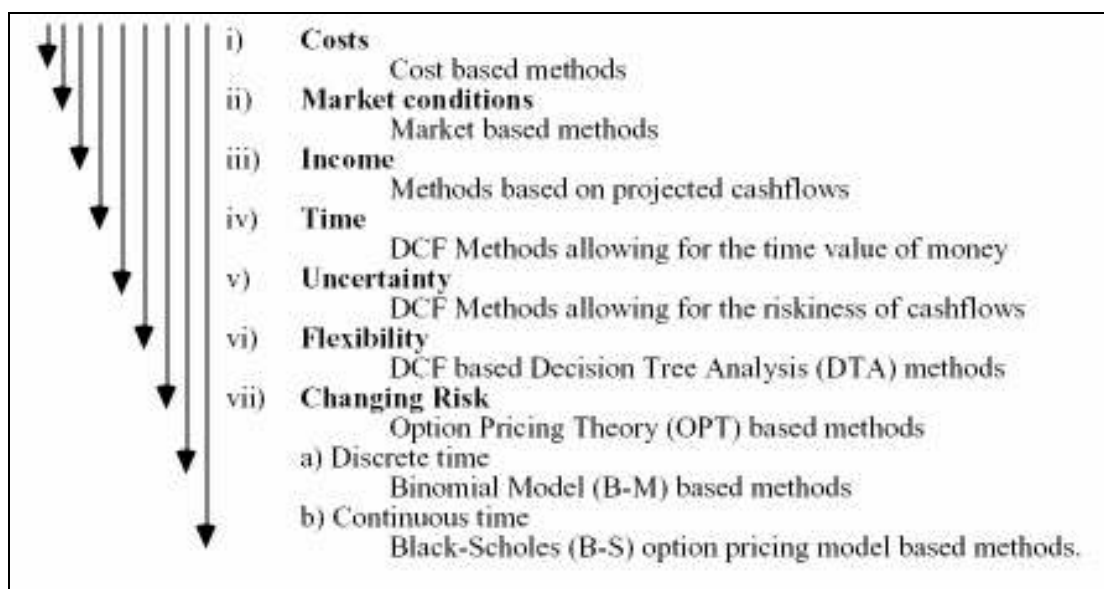 i) Costs
Cost based methods
ii) Market conditions
Market based methods
iii) Income
Methods based on projected cashflows
iv) Time
DCF Methods allowing for the time value of money
v) Uncertainty
DCF Methods allowing for the riskiness of cashflows
vi) Flexibility
DCF based Decision Tree Analysis (DTA) methods
vii) Changing Risk
Option Pricing Theory (OPT) based methods
a) Discrete time
Binomial Model (B-M) based methods
b) Continuous time
Black-Scholes (B-S) option pricing model based methods.